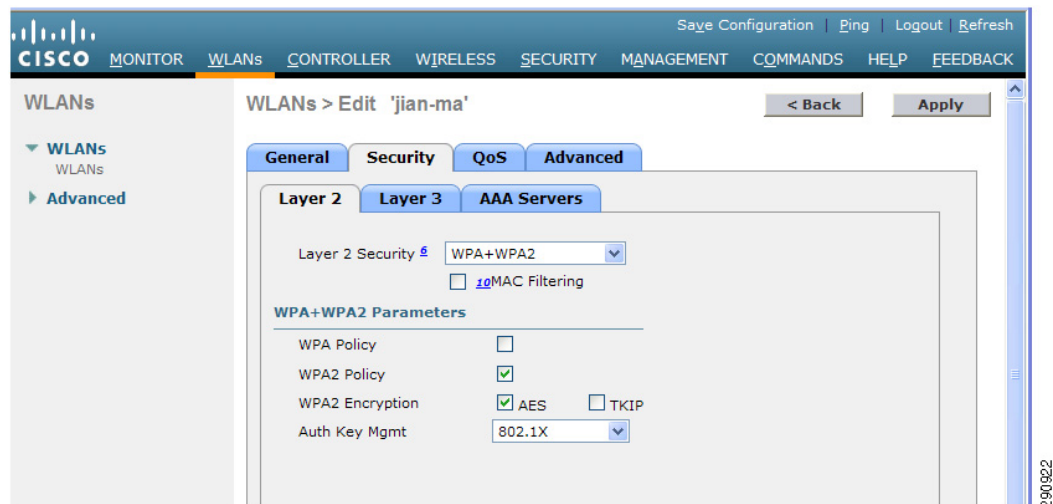 Save Configuration | Ping | Logout | Refresh
CISCO MONITOR WLANs CONTROLLER WIRELESS SECURITY MANAGEMENT COMMANDS HELP FEEDBACK
WLANs
WLANs > Edit 'jian-ma'
< Back
Apply
WLANs
WLANs
Advanced
General Security QoS Advanced
Layer 2 Layer 3 AAA Servers
Layer 2 Security 6 WPA+WPA2
10MAC Filtering
WPA+WPA2 Parameters
WPA Policy
WPA2 Policy
WPA2 Encryption AES TKIP
Auth Key Mgmt 802.1X
290922